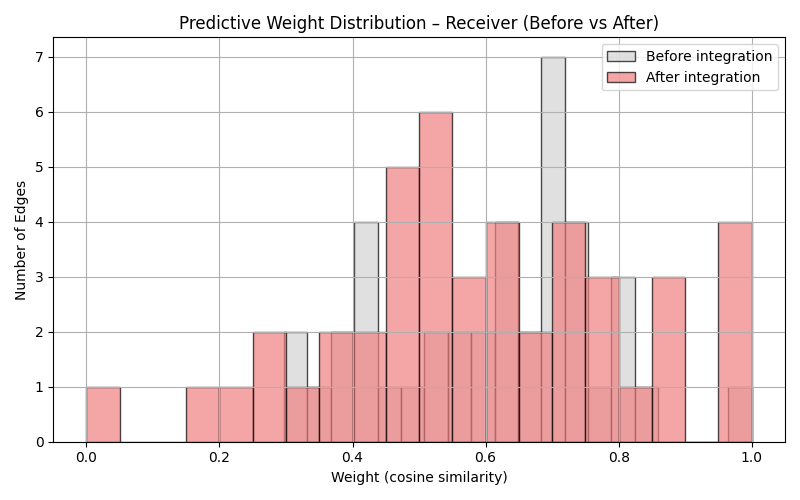 Predictive Weight Distribution – Receiver (Before vs After)
Before integration
After integration
Number of Edges
7
6
5
4
3
2
1
0
0.0 0.2 0.4 0.6 0.8 1.0
Weight (cosine similarity)